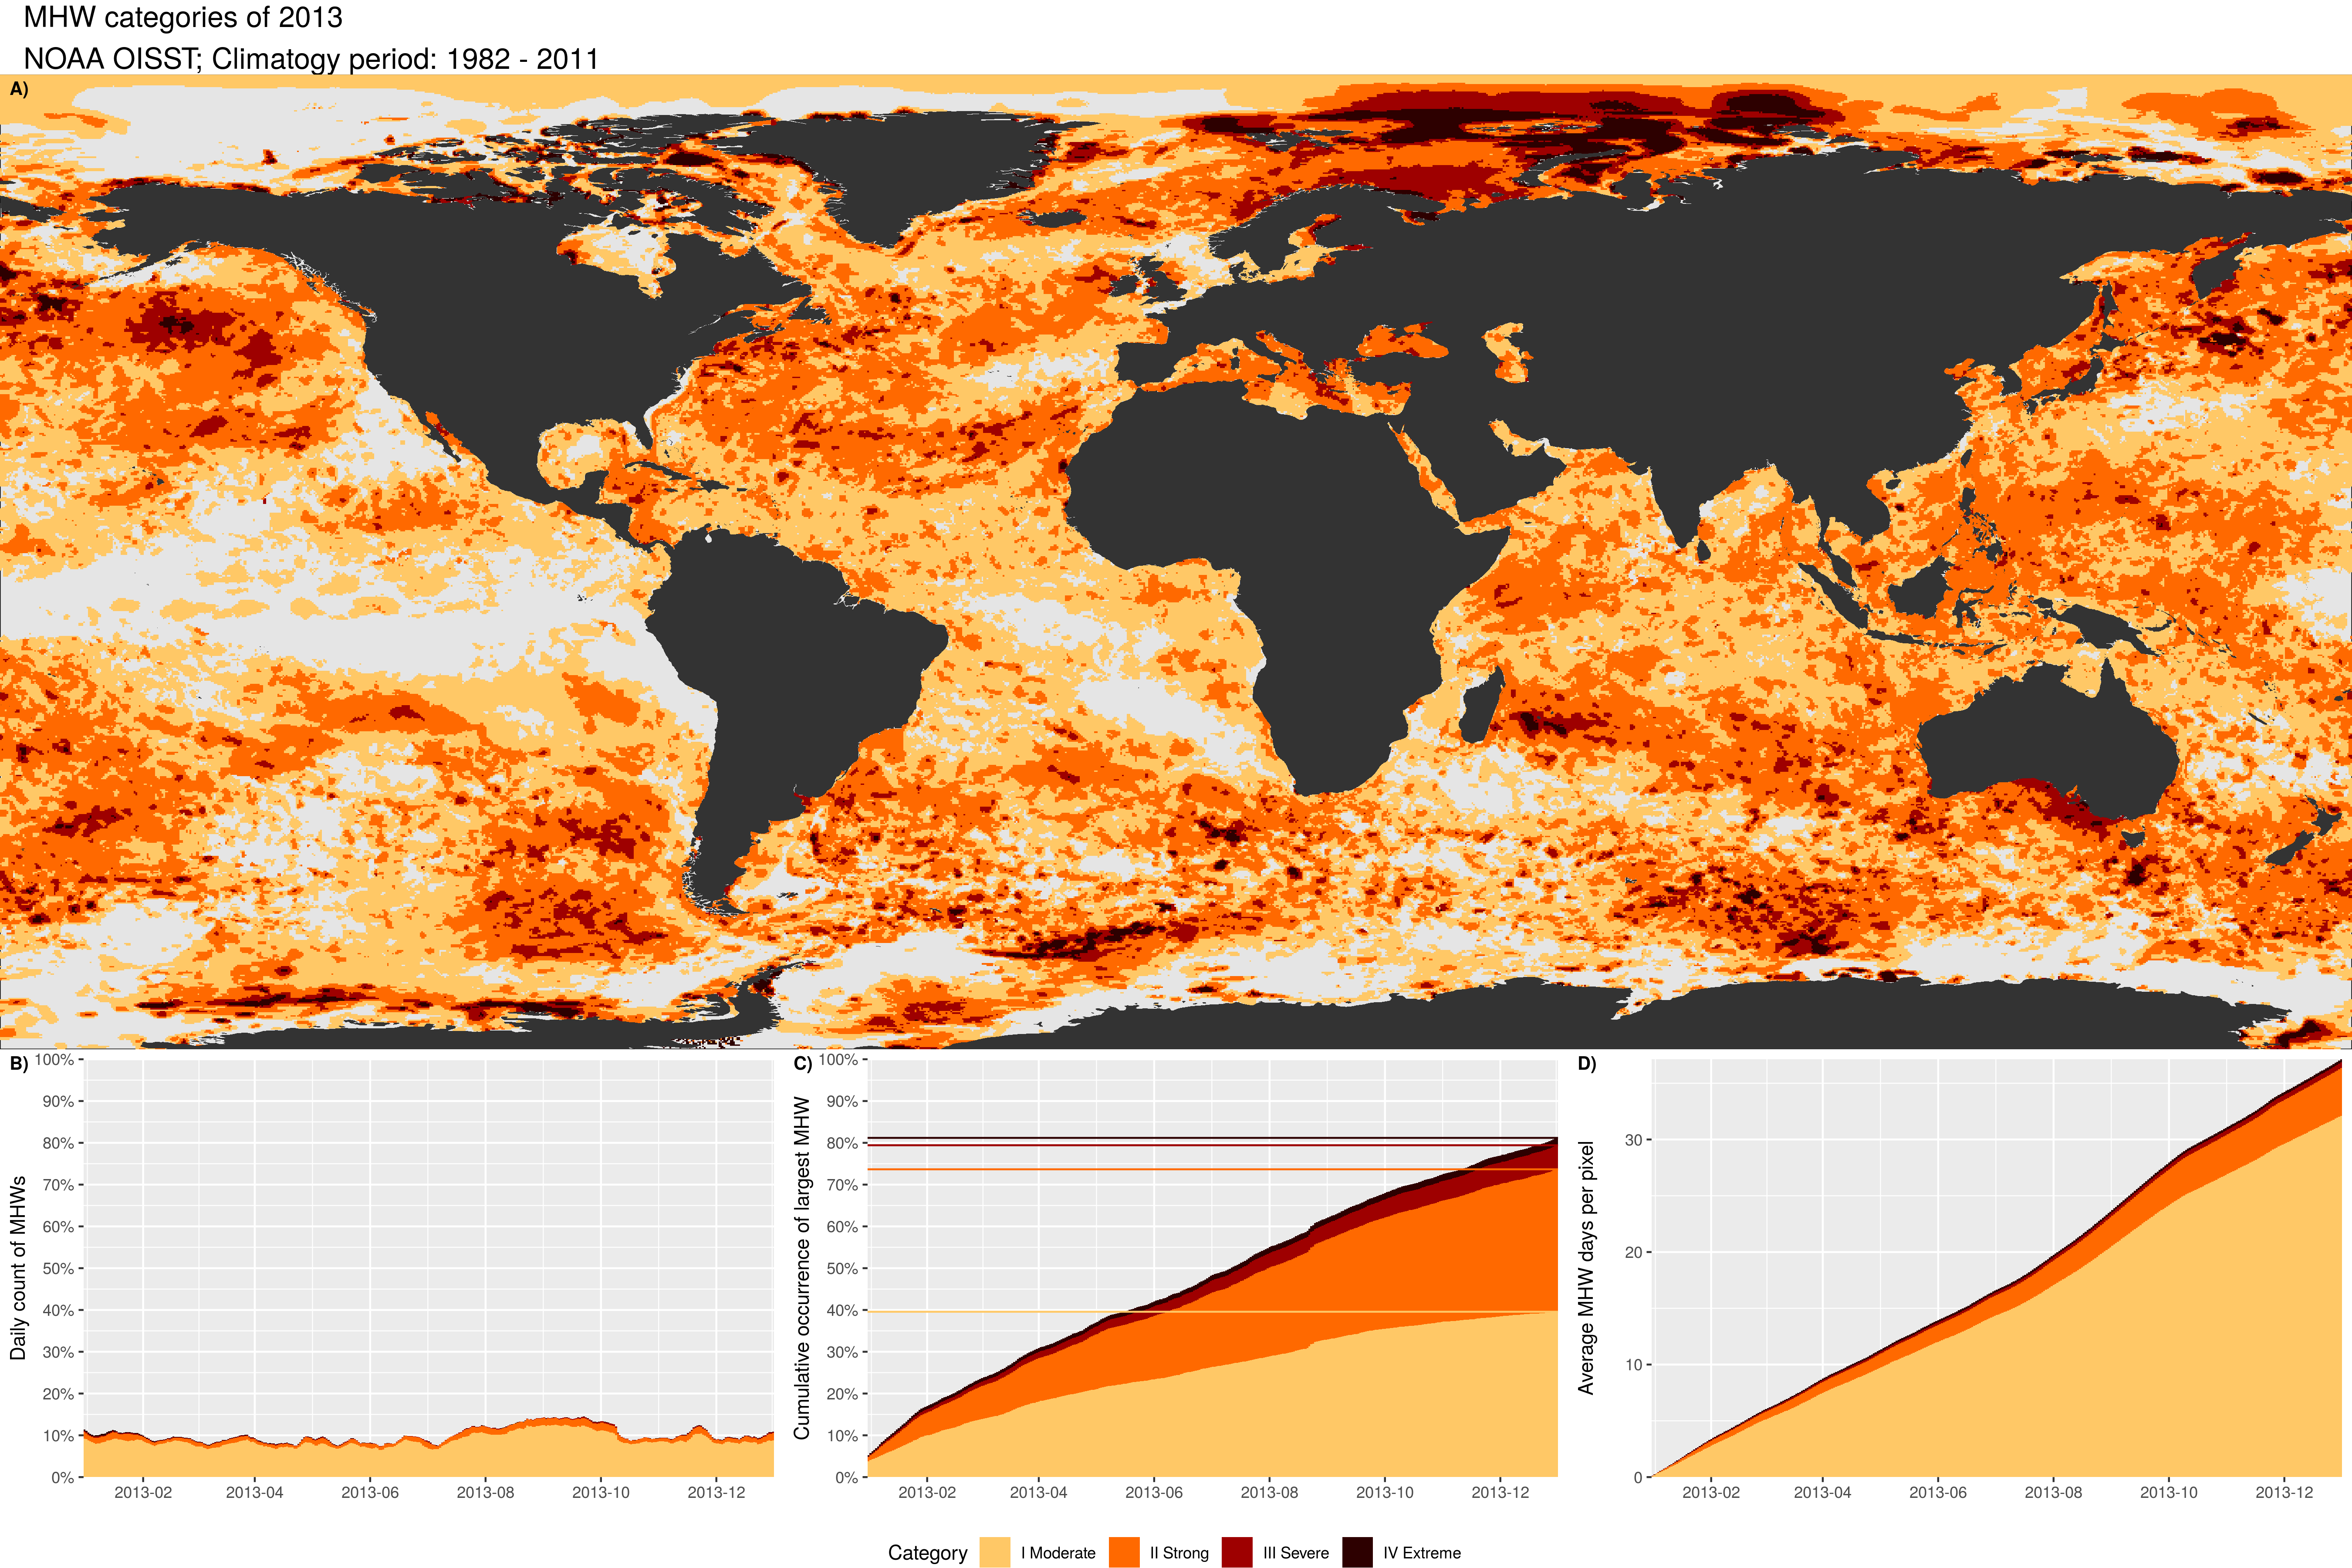 MHW categories of 2013
NOAA OISST; Climatogy period: 1982 - 2011
A)
B)
Daily count of MHWs
100%
90%
80%
70%
60%
50%
40%
30%
20%
10%
0%
2013-02 2013-04 2013-06 2013-08 2013-10 2013-12
C)
Cumulative occurrence of largest MHW
100%
90%
80%
70%
60%
50%
40%
30%
20%
10%
0%
2013-02 2013-04 2013-06 2013-08 2013-10 2013-12
D)
Average MHW days per pixel
30
20
10
0
2013-02 2013-04 2013-06 2013-08 2013-10 2013-12
Category I Moderate II Strong III Severe IV Extreme